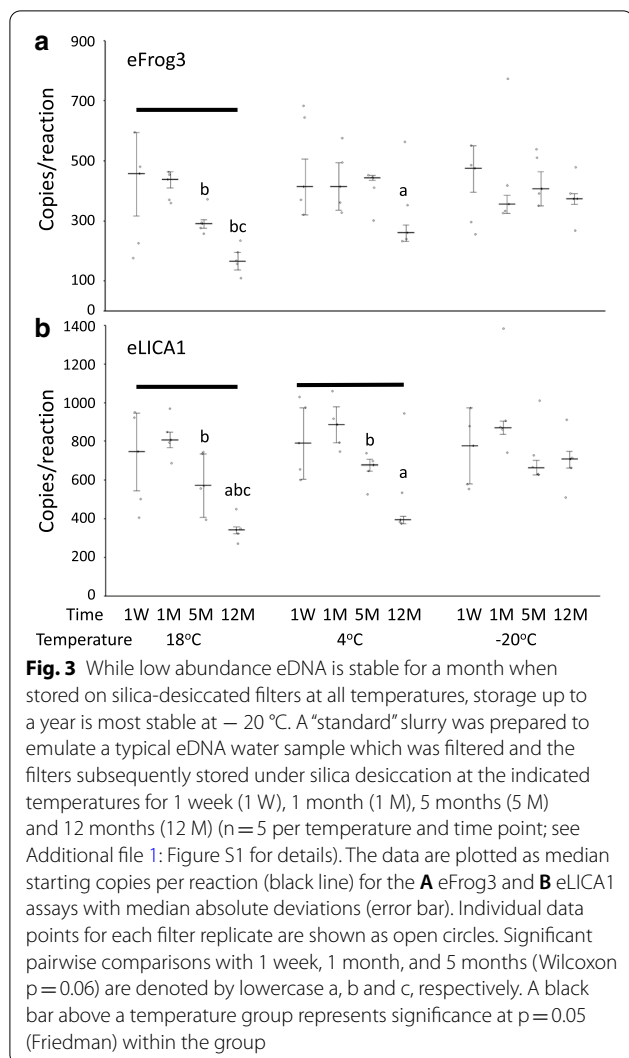 a
eFrog3
900
700
500
300
100
0
Copies/reaction
b
bc
a
b
eLICA1
1400
1200
1000
800
600
400
200
0
Copies/reaction
b
abc
b
a
Time 1W 1M 5M 12M 1W 1M 5M 12M 1W 1M 5M 12M
Temperature 18°C 4°C -20°C
Fig. 3 While low abundance eDNA is stable for a month when
stored on silica-desiccated filters at all temperatures, storage up to
a year is most stable at − 20 °C. A “standard” slurry was prepared to
emulate a typical eDNA water sample which was filtered and the
filters subsequently stored under silica desiccation at the indicated
temperatures for 1 week (1 W), 1 month (1 M), 5 months (5 M)
and 12 months (12 M) (n = 5 per temperature and time point; see
Additional file 1: Figure S1 for details). The data are plotted as median
starting copies per reaction (black line) for the A eFrog3 and B eLICA1
assays with median absolute deviations (error bar). Individual data
points for each filter replicate are shown as open circles. Significant
pairwise comparisons with 1 week, 1 month, and 5 months (Wilcoxon
p = 0.06) are denoted by lowercase a, b and c, respectively. A black
bar above a temperature group represents significance at p = 0.05
(Friedman) within the group